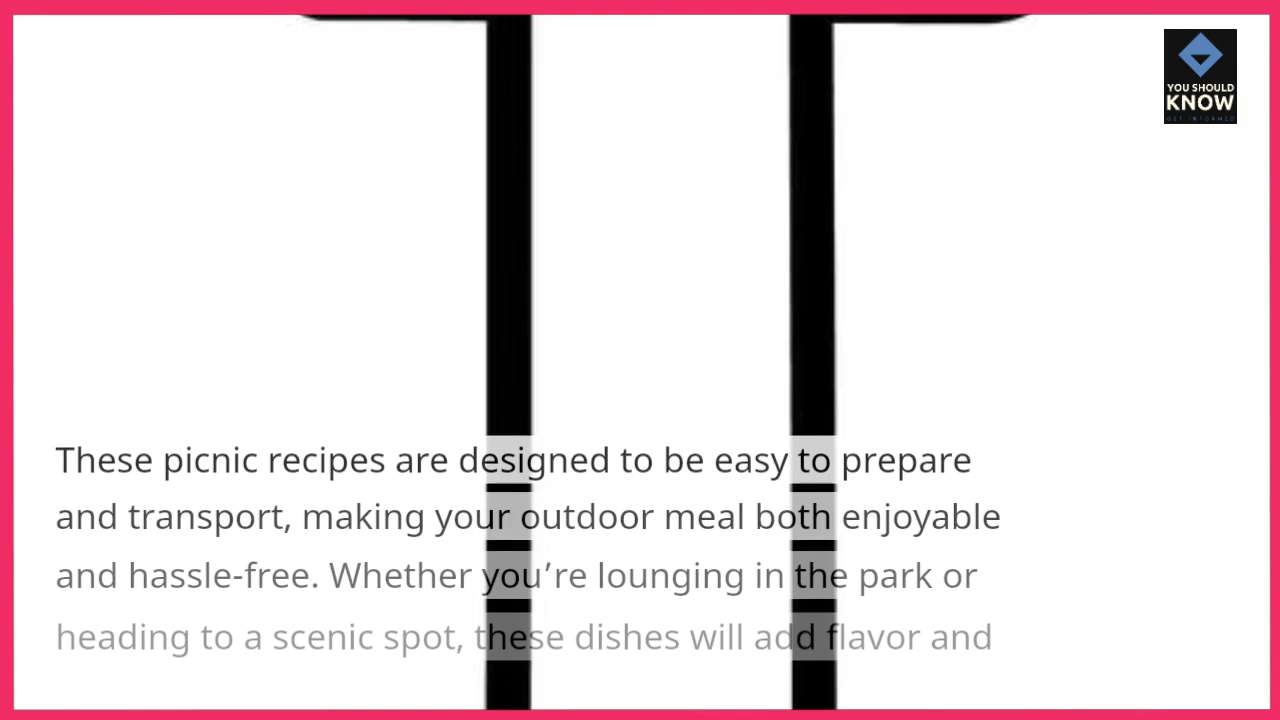 YOU SHOULD
KNOW
GET INFORMED
These picnic recipes are designed to be easy to prepare
and transport, making your outdoor meal both enjoyable
and hassle-free. Whether you’re lounging in the park or
heading to a scenic spot, these dishes will add flavor and